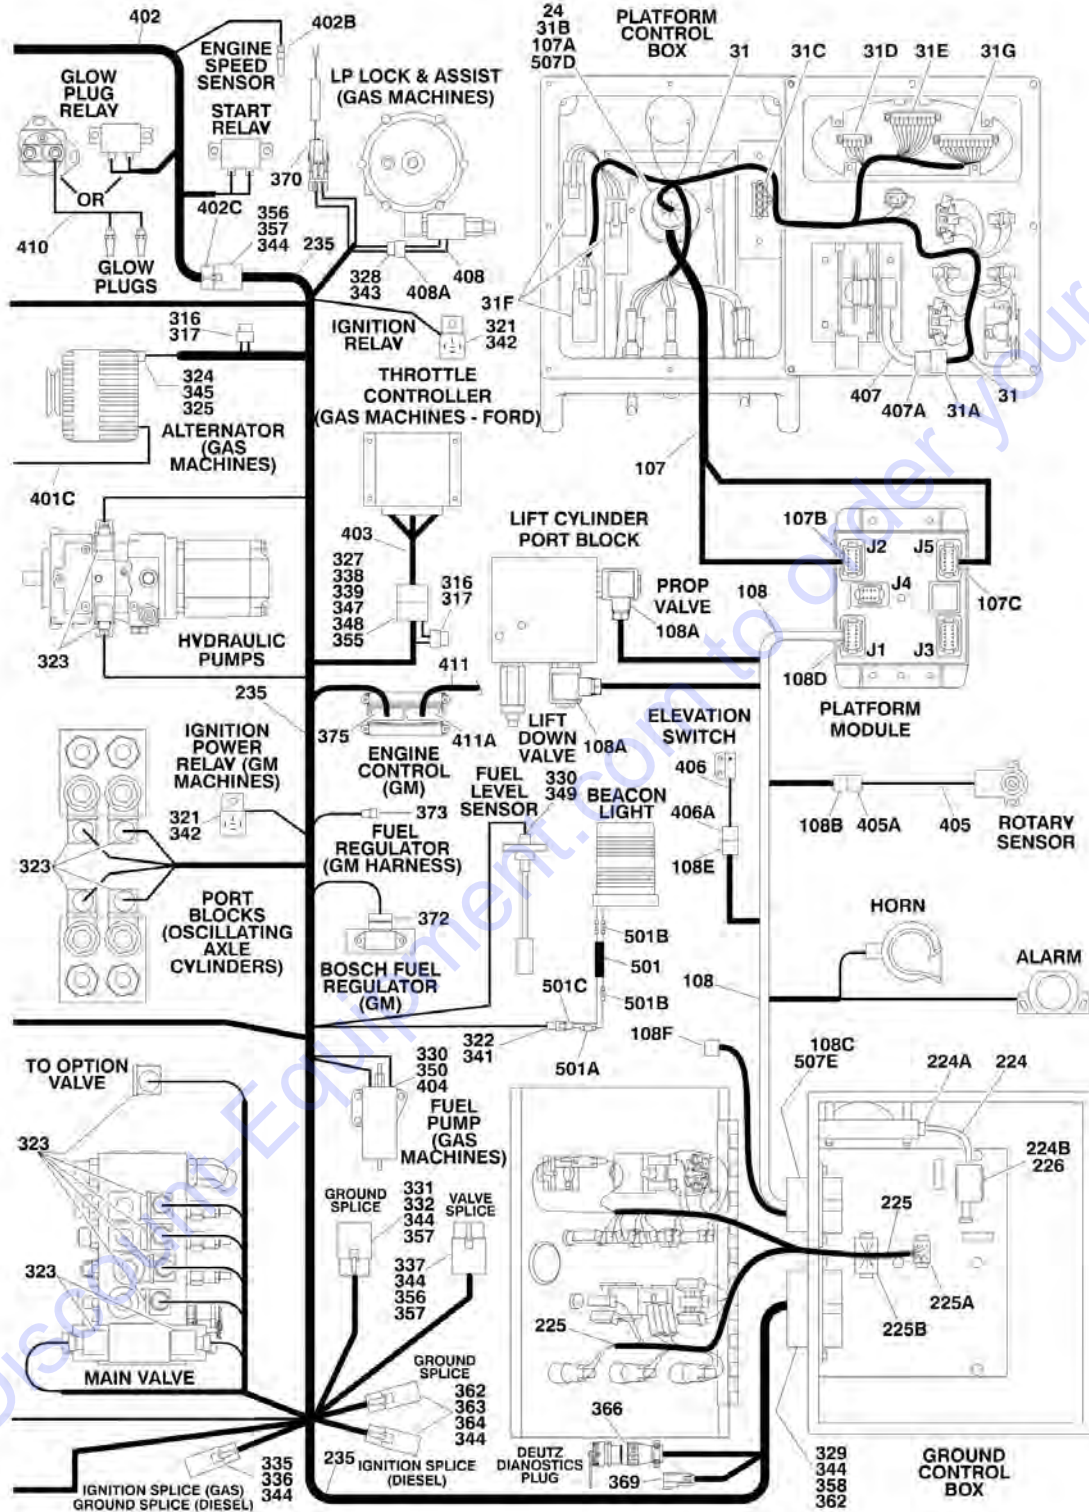 402
402B
ENGINE
SPEED
SENSOR
GLOW
PLUG
RELAY
START
RELAY
LP LOCK & ASSIST
(GAS MACHINES)
370
OR
402C
356
357
344
235
410
GLOW
PLUGS
328
343
408A
408
24
31B
107A
507D
PLATFORM
CONTROL
BOX
31
31C
31D
31E
31G
31F
407
407A
31A
31
316
317
IGNITION
RELAY
321
342
324
345
325
ALTERNATOR
(GAS
MACHINES)
401C
THROTTLE
CONTROLLER
(GAS MACHINES - FORD)
107
403
327
338
339
347
348
355
316
317
LIFT CYLINDER
PORT BLOCK
PROP
VALVE
108A
108
107B
J2
J5
J4
J1
J3
107C
108D
PLATFORM
MODULE
323
HYDRAULIC
PUMPS
235
411
375
411A
ENGINE
CONTROL
(GM)
LIFT
DOWN
VALVE
108A
ELEVATION
SWITCH
406
406A
108E
IGNITION
POWER
RELAY (GM
MACHINES)
321
342
FUEL
LEVEL
SENSOR
330
349
BEACON
LIGHT
373
FUEL
REGULATOR
(GM HARNESS)
108B
405A
405
ROTARY
SENSOR
323
PORT
BLOCKS
(OSCILLATING
AXLE
CYLINDERS)
372
BOSCH FUEL
REGULATOR
(GM)
501B
501
501C
501B
322
341
501A
HORN
ALARM
108
108F
108C
507E
224A
224
224B
226
TO OPTION
VALVE
330
350
404
FUEL
PUMP
(GAS
MACHINES)
323
323
MAIN VALVE
GROUND
SPLICE
331
332
344
357
VALVE
SPLICE
337
344
356
357
225
225
225A
225B
GROUND
SPLICE
362
363
364
344
366
DEUTZ
DIANOSTICS
PLUG
369
335
336
344
IGNITION SPLICE (GAS)
GROUND SPLICE (DIESEL)
235
IGNITION SPLICE
(DIESEL)
329
344
358
362
GROUND
CONTROL
BOX
Discount-Equipment.com to order your